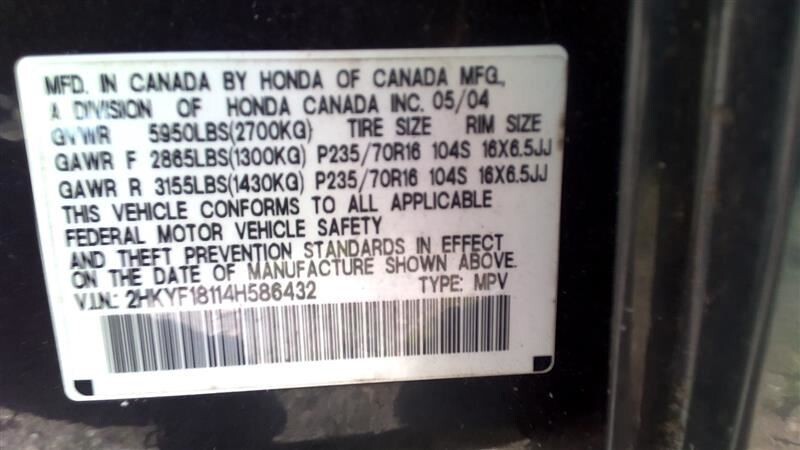 MFD. IN CANADA BY HONDA OF CANADA MFG.,
A DIVISION OF HONDA CANADA INC. 05/04
GVWR 5950LBS(2700KG) TIRE SIZE RIM SIZE
GAWR F 2865LBS(1300KG) P235/70R16 104S 16X6.5JJ
GAWR R 3155LBS(1430KG) P235/70R16 104S 16X6.5JJ
THIS VEHICLE CONFORMS TO ALL APPLICABLE
FEDERAL MOTOR VEHICLE SAFETY
AND THEFT PREVENTION STANDARDS IN EFFECT
ON THE DATE OF MANUFACTURE SHOWN ABOVE.
V.I.N.: 2HKYF18114H586432 TYPE: MPV